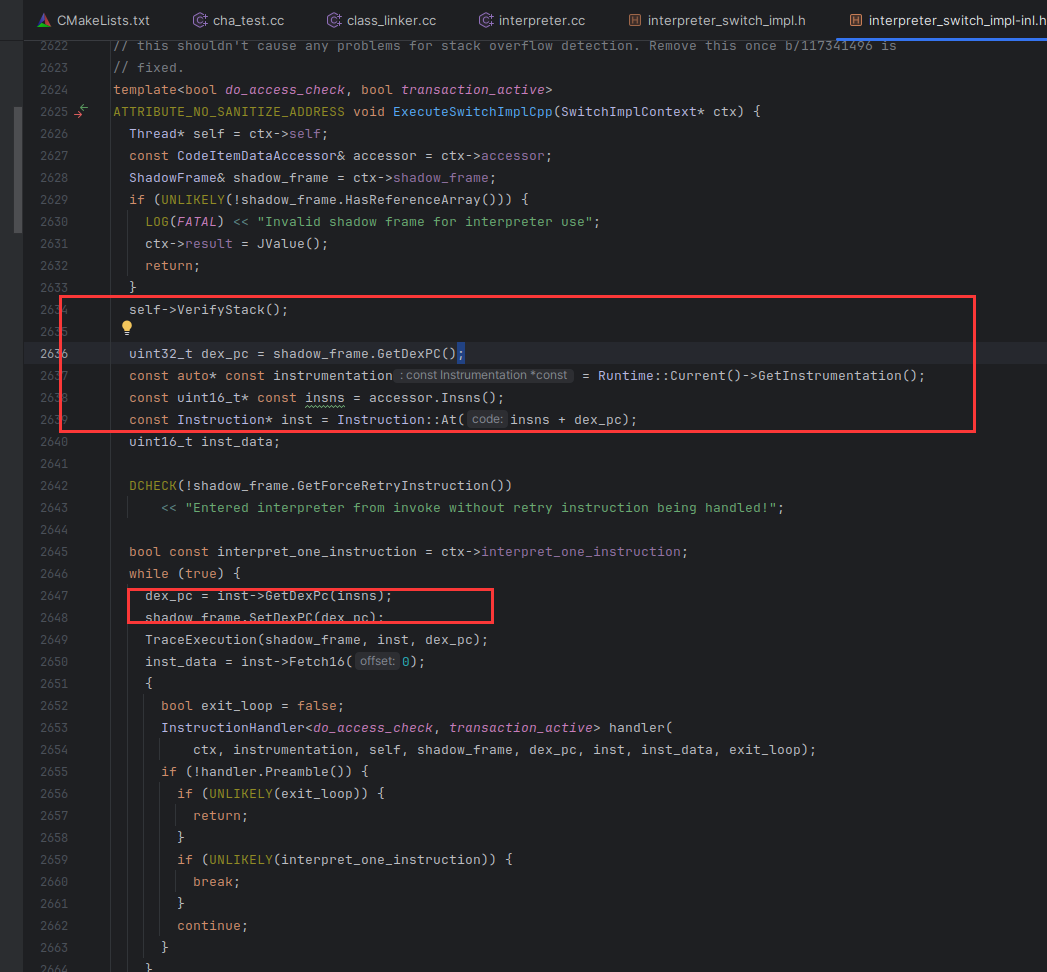 CMakeLists.txt
cha_test.cc
class_linker.cc
interpreter.cc
interpreter_switch_impl.h
interpreter_switch_impl-inl.h
2622 // this shouldn't cause any problems for stack overflow detection. Remove this once b/117341496 is
2623 // fixed.
2624 template<bool do_access_check, bool transaction_active>
2625 ATTRIBUTE_NO_SANITIZE_ADDRESS void ExecuteSwitchImplCpp(SwitchImplContext* ctx) {
2626 Thread* self = ctx->self;
2627 const CodeItemDataAccessor& accessor = ctx->accessor;
2628 ShadowFrame& shadow_frame = ctx->shadow_frame;
2629 if (UNLIKELY(!shadow_frame.HasReferenceArray())) {
2630 LOG(FATAL) << "Invalid shadow frame for interpreter use";
2631 ctx->result = JValue();
2632 return;
2633 }
2634 self->VerifyStack();
2635
2636 uint32_t dex_pc = shadow_frame.GetDexPC();
2637 const auto* const instrumentation : const Instrumentation *const = Runtime::Current()->GetInstrumentation();
2638 const uint16_t* const insns = accessor.Insns();
2639 const Instruction* inst = Instruction::At( code: insns + dex_pc);
2640 uint16_t inst_data;
2641
2642 DCHECK(!shadow_frame.GetForceRetryInstruction())
2643 << "Entered interpreter from invoke without retry instruction being handled!";
2644
2645 bool const interpret_one_instruction = ctx->interpret_one_instruction;
2646 while (true) {
2647 dex_pc = inst->GetDexPc(insns);
2648 shadow_frame.SetDexPC(dex_pc);
2649 TraceExecution(shadow_frame, inst, dex_pc);
2650 inst_data = inst->Fetch16( offset: 0);
2651 {
2652 bool exit_loop = false;
2653 InstructionHandler<do_access_check, transaction_active> handler(
2654 ctx, instrumentation, self, shadow_frame, dex_pc, inst, inst_data, exit_loop);
2655 if (!handler.Preamble()) {
2656 if (UNLIKELY(exit_loop)) {
2657 return;
2658 }
2659 if (UNLIKELY(interpret_one_instruction)) {
2660 break;
2661 }
2662 continue;
2663 }
2664 }